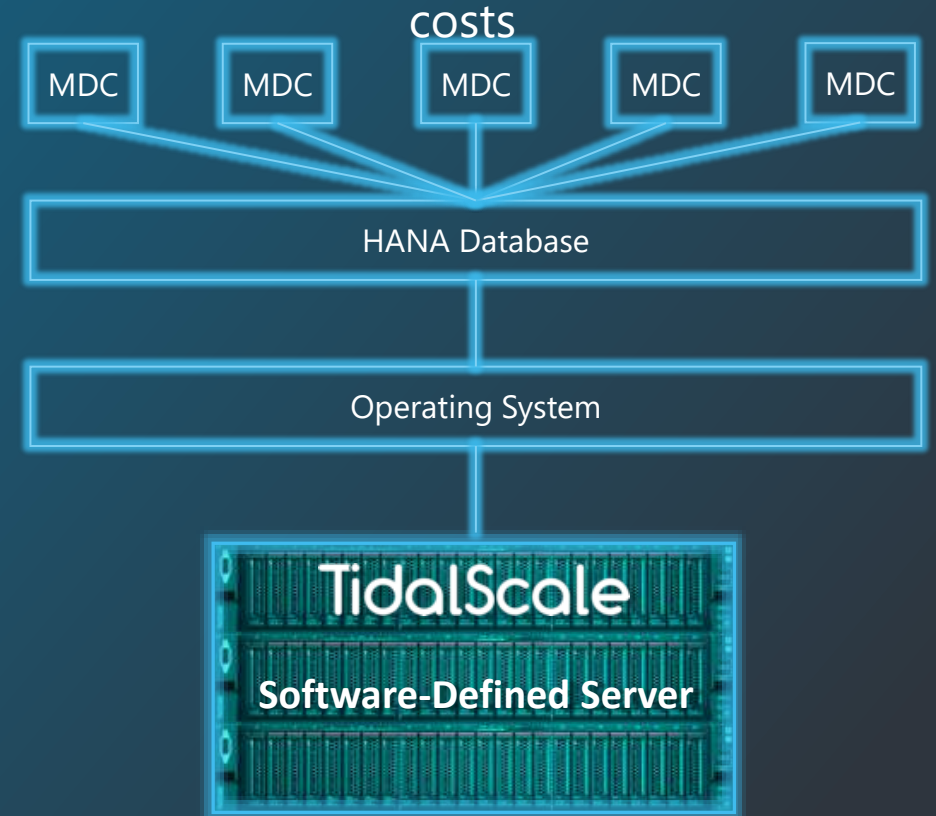 costs
MDC MDC MDC MDC MDC
HANA Database
Operating System
TidalScale
Software-Defined Server